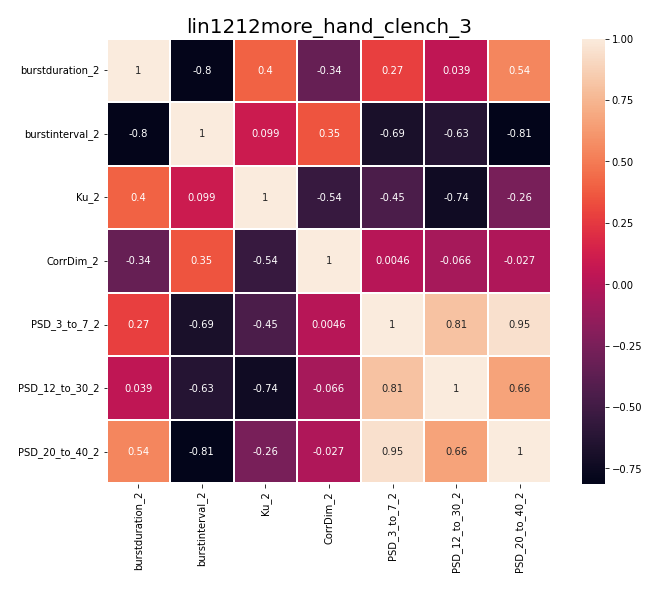 lin1212more_hand_clench_3
burstduration_2 1 -0.8 0.4 -0.34 0.27 0.039 0.54
burstinterval_2 -0.8 1 0.099 0.35 -0.69 -0.63 -0.81
Ku_2 0.4 0.099 1 -0.54 -0.45 -0.74 -0.26
CorrDim_2 -0.34 0.35 -0.54 1 0.0046 -0.066 -0.027
PSD_3_to_7_2 0.27 -0.69 -0.45 0.0046 1 0.81 0.95
PSD_12_to_30_2 0.039 -0.63 -0.74 -0.066 0.81 1 0.66
PSD_20_to_40_2 0.54 -0.81 -0.26 -0.027 0.95 0.66 1
burstduration_2
burstinterval_2
Ku_2
CorrDim_2
PSD_3_to_7_2
PSD_12_to_30_2
PSD_20_to_40_2
1.00
0.75
0.50
0.25
0.00
−0.25
−0.50
−0.75